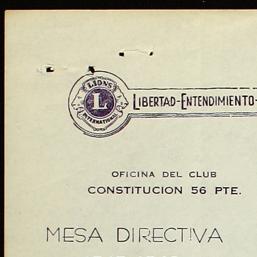 LIONS
L
INTERNATIONAL
LIBERTAD-ENTENDIMIENTO-
OFICINA DEL CLUB
CONSTITUCION 56 PTE.
MESA DIRECTIVA